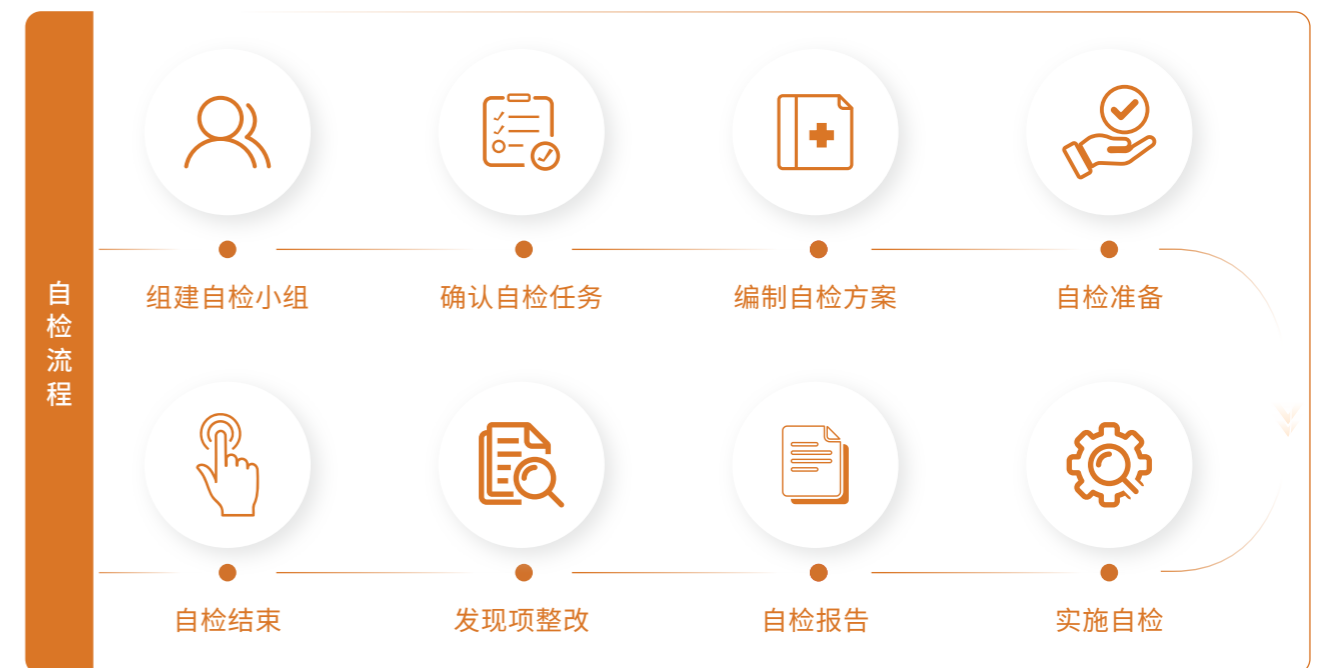 自检流程
组建自检小组
确认自检任务
编制自检方案
自检准备
自检结束
发现项整改
自检报告
实施自检